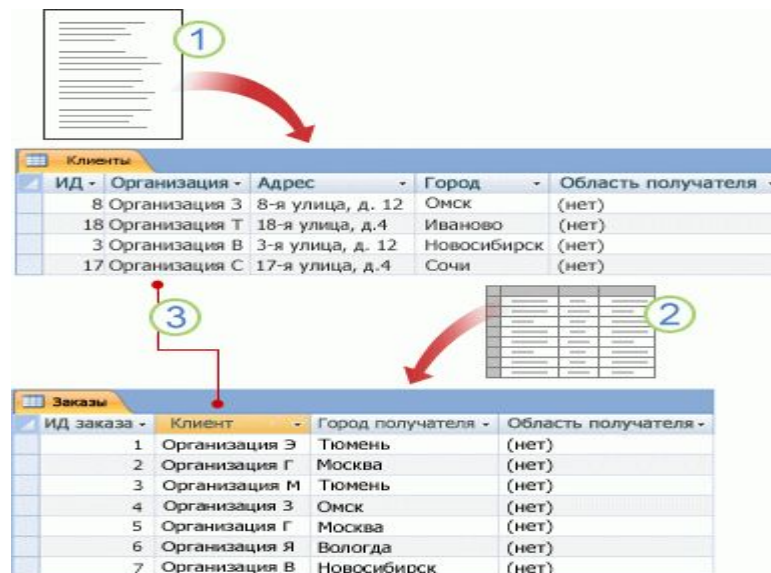 1
Клиенты
ИД Организация Адрес Город Область получателя
8 Организация З 8-я улица, д. 12 Омск (нет)
18 Организация Т 18-я улица, д.4 Иваново (нет)
3 Организация В 3-я улица, д. 12 Новосибирск (нет)
17 Организация С 17-я улица, д.4 Сочи (нет)
3
2
Заказы
ИД заказа Клиент Город получателя Область получателя
1 Организация Э Тюмень (нет)
2 Организация Г Москва (нет)
3 Организация М Тюмень (нет)
4 Организация З Омск (нет)
5 Организация Г Москва (нет)
6 Организация Я Вологда (нет)
7 Организация В Новосибирск (нет)